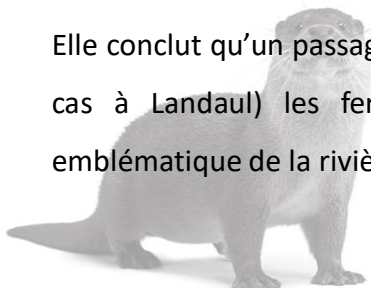 Elle conclut qu’un passag
cas à Landaul) les fer
emblématique de la riviè